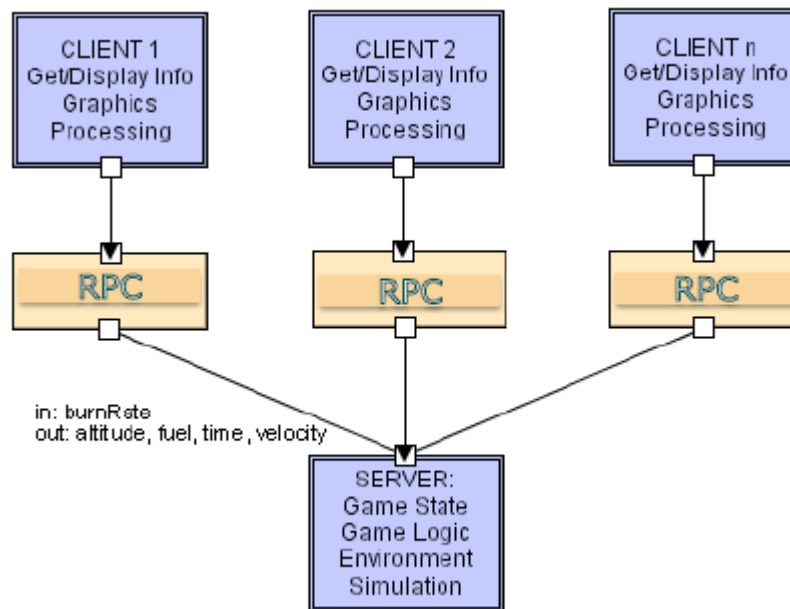 CLIENT 1
Get/Display Info
Graphics
Processing
CLIENT 2
Get/Display Info
Graphics
Processing
CLIENT n
Get/Display Info
Graphics
Processing
RPC
RPC
RPC
in: burnRate
out: altitude, fuel, time, velocity
SERVER:
Game State
Game Logic
Environment
Simulation